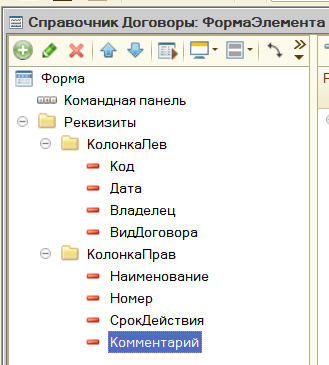 Справочник Договоры: ФормаЭлемента
Форма
Командная панель
Реквизиты
КолонкаЛев
Код
Дата
Владелец
ВидДоговора
КолонкаПрав
Наименование
Номер
СрокДействия
Комментарий